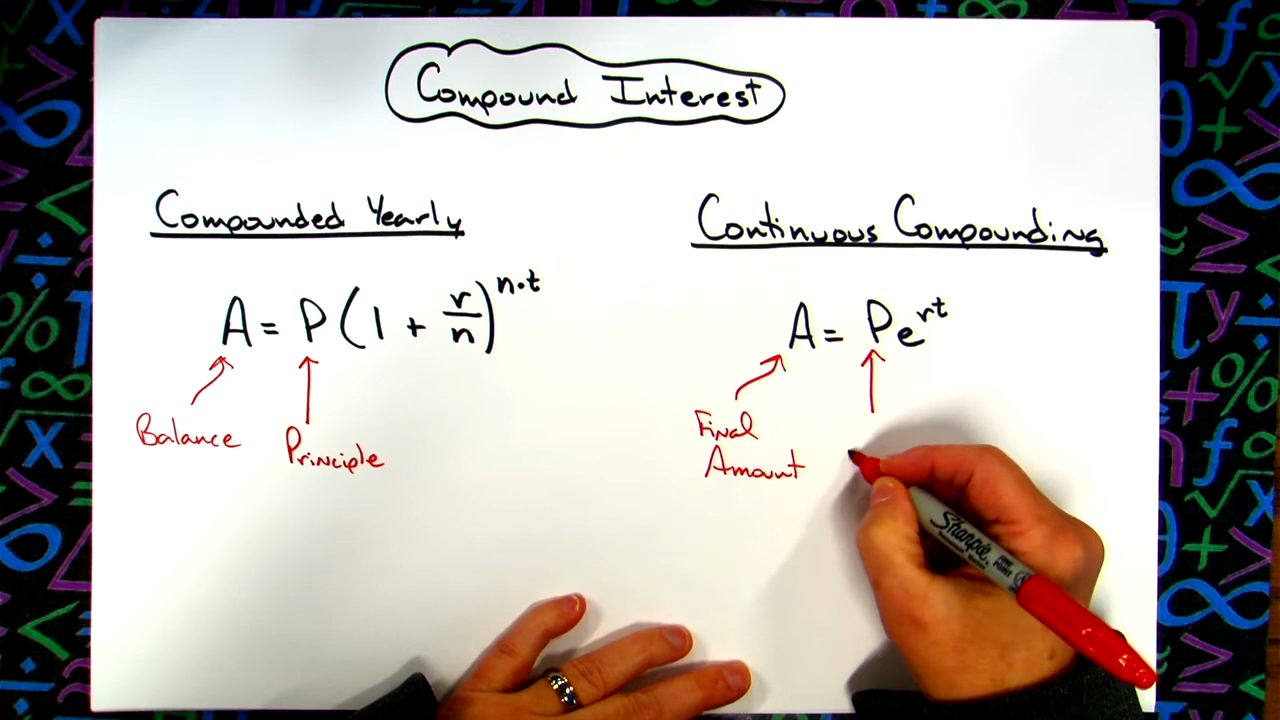 Compound Interest
Compounded Yearly
A = P(1 + r/n)^n·t
Balance
Principle
Continuous Compounding
A = Pe^rt
Final
Amount
Sharpie